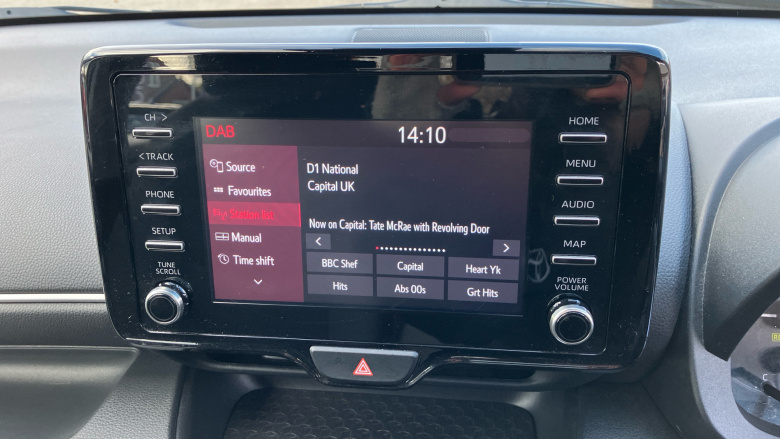 CH >
< TRACK
PHONE
SETUP
TUNE
SCROLL
DAB
14:10
Source
Favourites
Station list
Manual
Time shift
D1 National
Capital UK
Now on Capital: Tate McRae with Revolving Door
< >
BBC Shef Capital Heart Yk
Hits Abs 00s Grt Hits
HOME
MENU
AUDIO
MAP
POWER
VOLUME